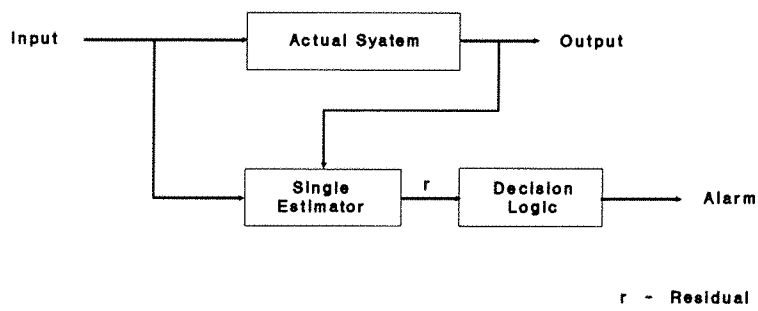 Input
Actual Syatem
Output
Single
Estimator
r
Decision
Logic
Alarm
r - Residual